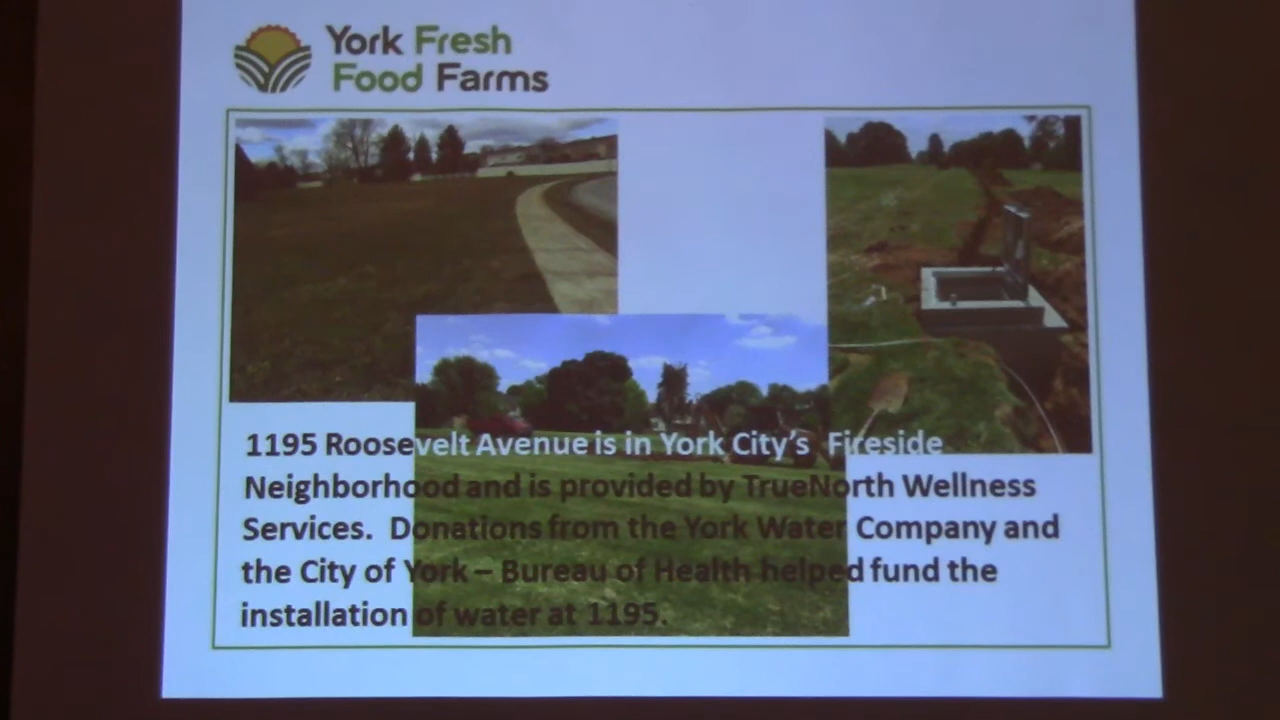 York Fresh
Food Farms
1195 Roosevelt Avenue is in York City's Fireside
Neighborhood and is provided by TrueNorth Wellness
Services. Donations from the York Water Company and
the City of York – Bureau of Health helped fund the
installation of water at 1195.